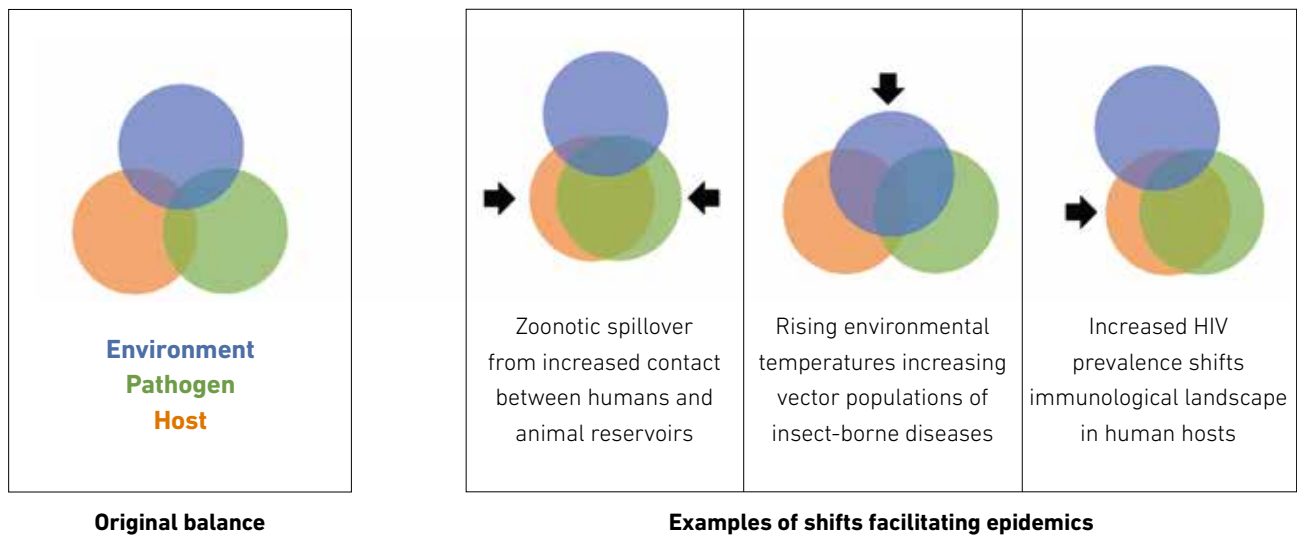 Environment
Pathogen
Host
Original balance
Zoonotic spillover
from increased contact
between humans and
animal reservoirs
Rising environmental
temperatures increasing
vector populations of
insect-borne diseases
Increased HIV
prevalence shifts
immunological landscape
in human hosts
Examples of shifts facilitating epidemics